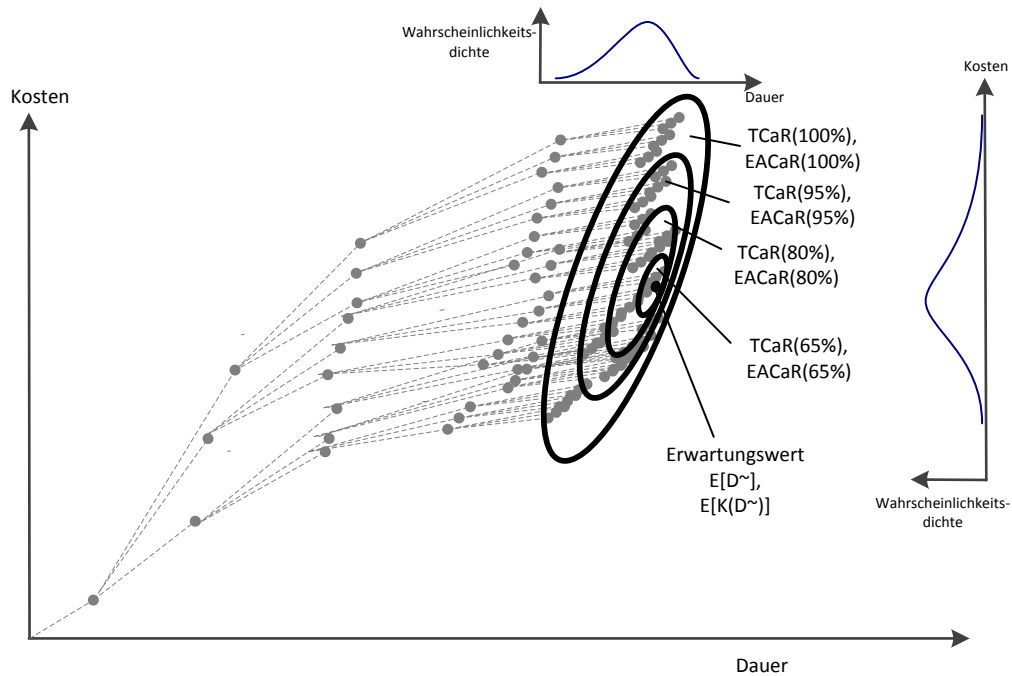 Wahrscheinlichkeits-
dichte
Dauer
Kosten
Kosten
TCaR(100%),
EACaR(100%)
TCaR(95%),
EACaR(95%)
TCaR(80%),
EACaR(80%)
TCaR(65%),
EACaR(65%)
Erwartungswert
E[D~],
E[K(D~)]
Wahrscheinlichkeits-
dichte
Dauer